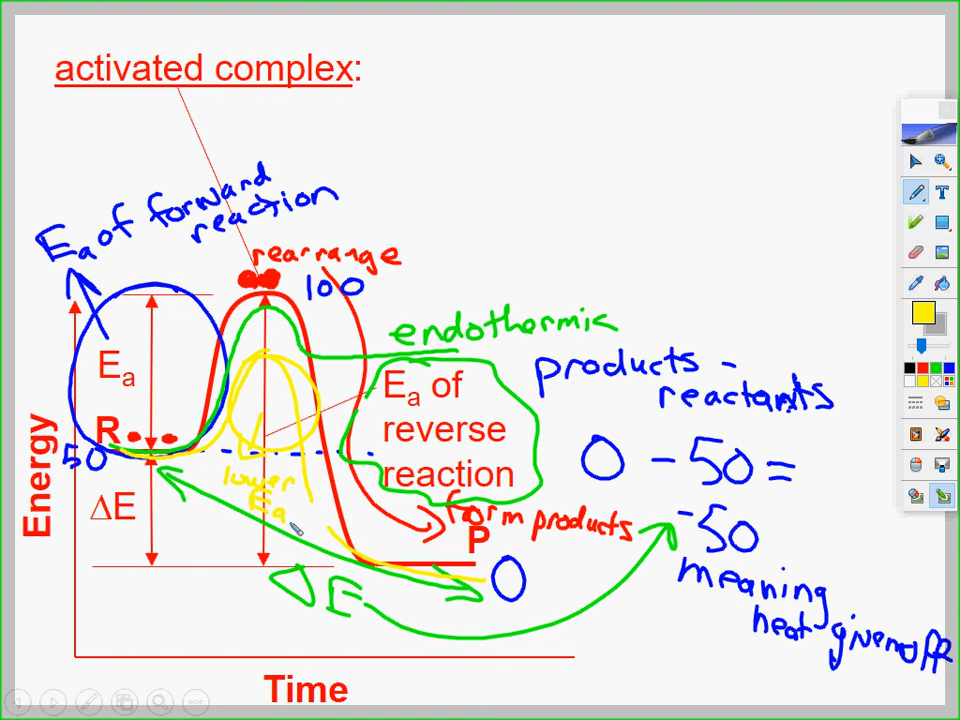 activated complex:
Ea of forward
reaction
rearrange
100
endothermic
products -
reactants
Ea
Ea of
reverse
reaction
R
50
0 - 50 =
-50
lower
Ea
ΔE
form products
P
0
ΔE
meaning
heat given off
Energy
Time
T